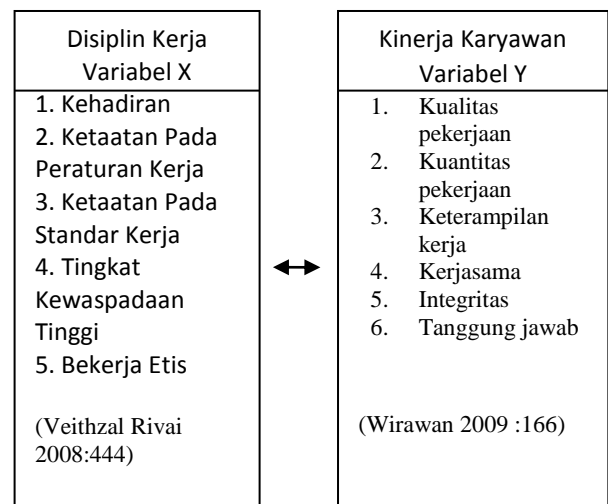 Disiplin Kerja
Variabel X
1. Kehadiran
2. Ketaatan Pada
Peraturan Kerja
3. Ketaatan Pada
Standar Kerja
4. Tingkat
Kewaspadaan
Tinggi
5. Bekerja Etis
(Veithzal Rivai
2008:444)
Kinerja Karyawan
Variabel Y
1. Kualitas
pekerjaan
2. Kuantitas
pekerjaan
3. Keterampilan
kerja
4. Kerjasama
5. Integritas
6. Tanggung jawab
(Wirawan 2009 :166)